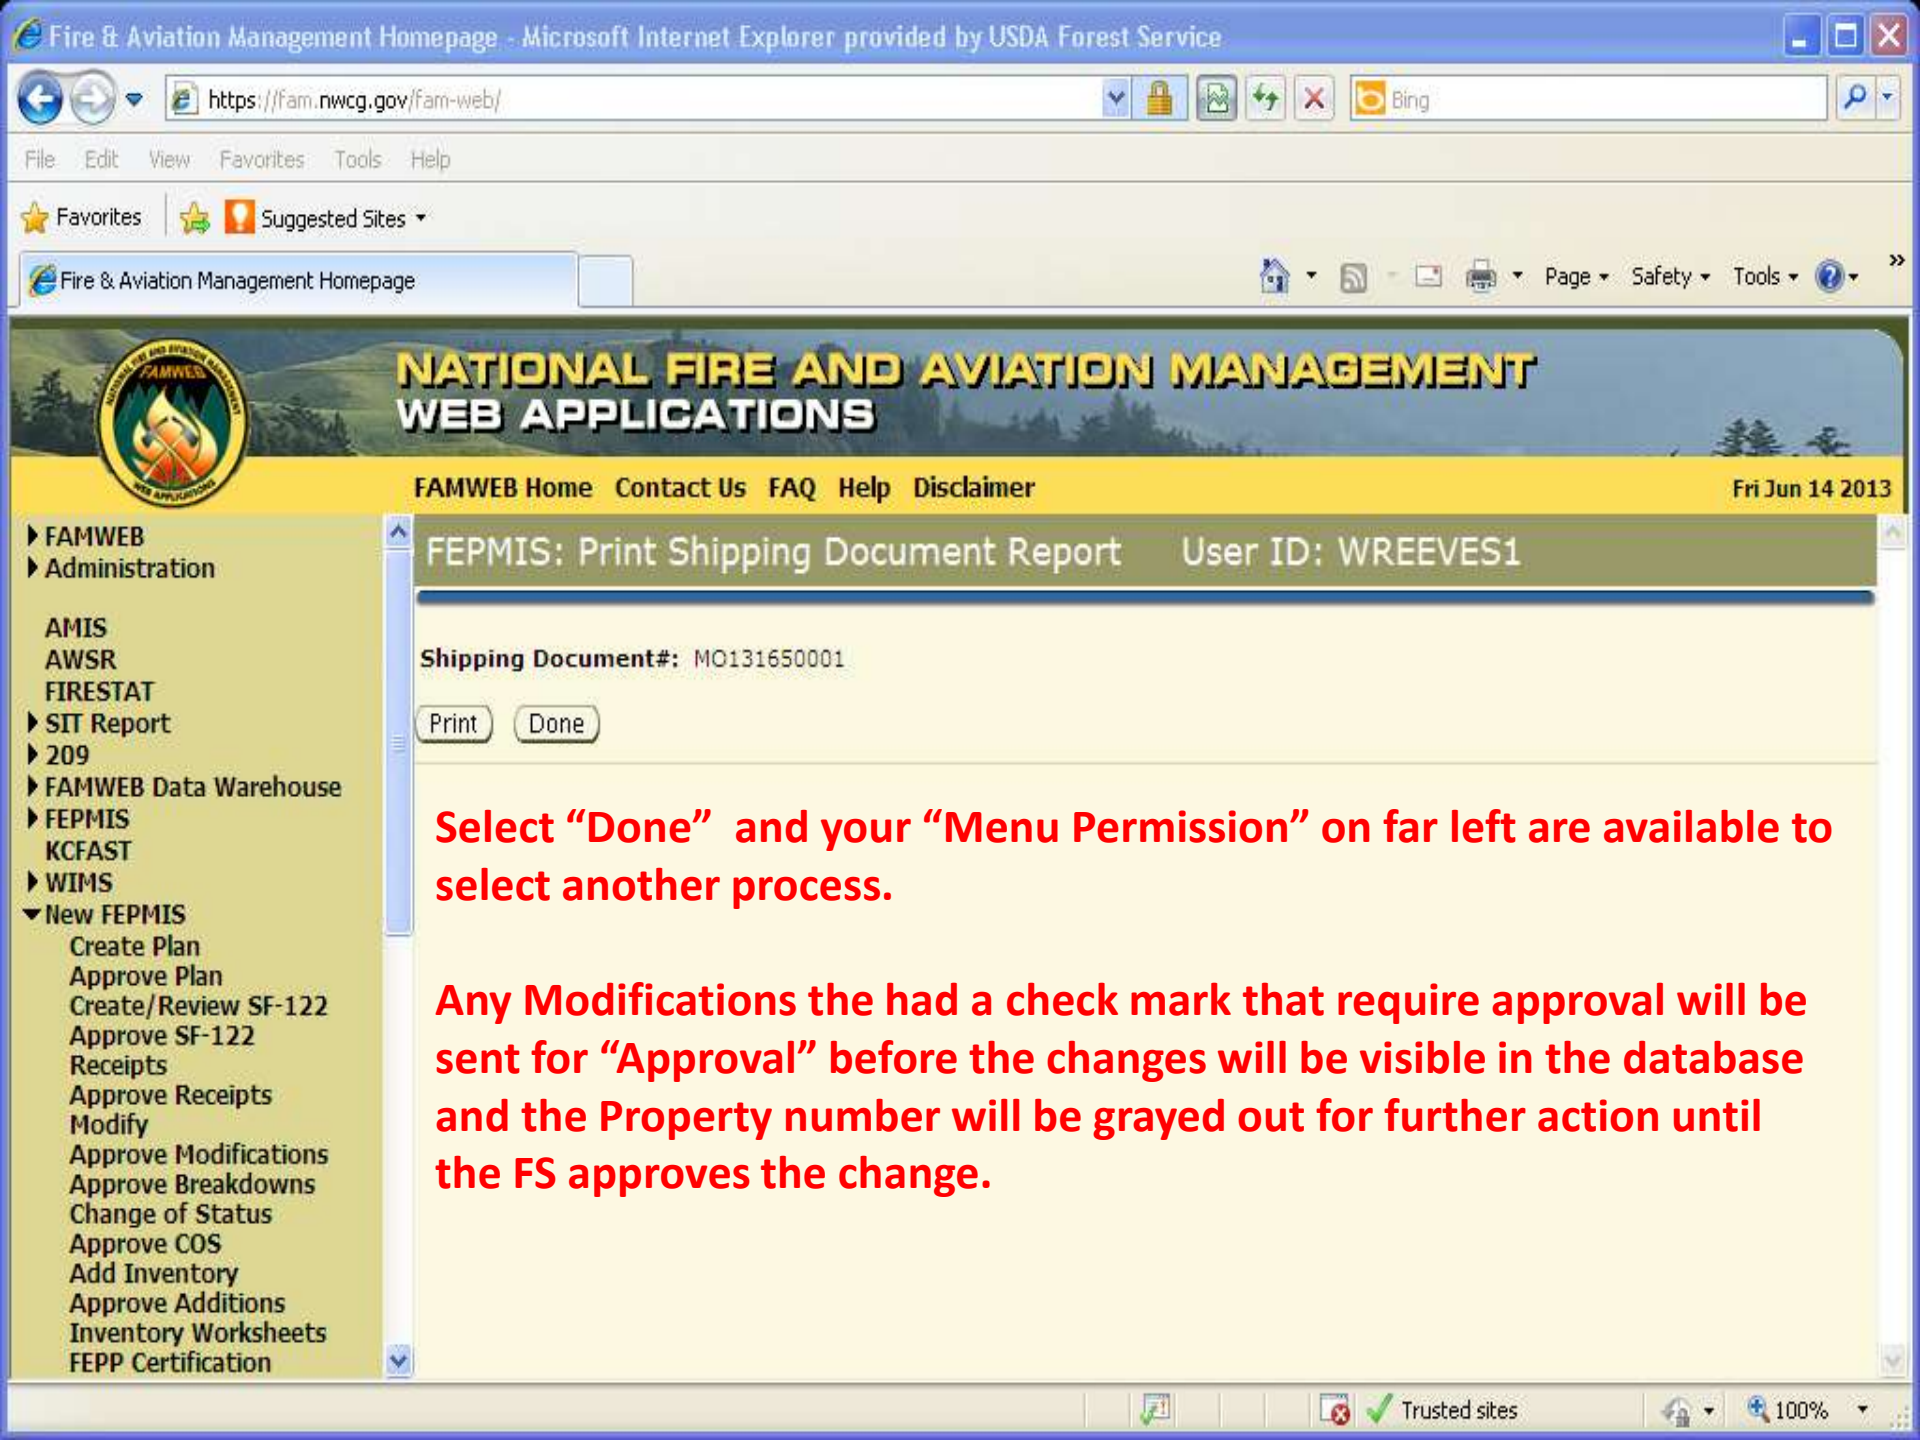 Fire & Aviation Management Homepage - Microsoft Internet Explorer provided by USDA Forest Service
https://fam.nwcg.gov/fam-web/
Bing
File Edit View Favorites Tools Help
Favorites Suggested Sites
Fire & Aviation Management Homepage
Page Safety Tools
NATIONAL FIRE AND AVIATION MANAGEMENT
FAMWEB
WEB APPLICATIONS
NATIONAL FIRE AND AVIATION MANAGEMENT
WEB APPLICATIONS
FAMWEB Home Contact Us FAQ Help Disclaimer
Fri Jun 14 2013
FAMWEB
Administration
AMIS
AWSR
FIRESTAT
SIT Report
209
FAMWEB Data Warehouse
FEPMIS
KCFAST
WIMS
New FEPMIS
Create Plan
Approve Plan
Create/Review SF-122
Approve SF-122
Receipts
Approve Receipts
Modify
Approve Modifications
Approve Breakdowns
Change of Status
Approve COS
Add Inventory
Approve Additions
Inventory Worksheets
FEPP Certification
FEPMIS: Print Shipping Document Report User ID: WREEVES1
Shipping Document#: MO131650001
Print Done
Select “Done” and your “Menu Permission” on far left are available to
select another process.
Any Modifications the had a check mark that require approval will be
sent for “Approval” before the changes will be visible in the database
and the Property number will be grayed out for further action until
the FS approves the change.
Trusted sites
100%